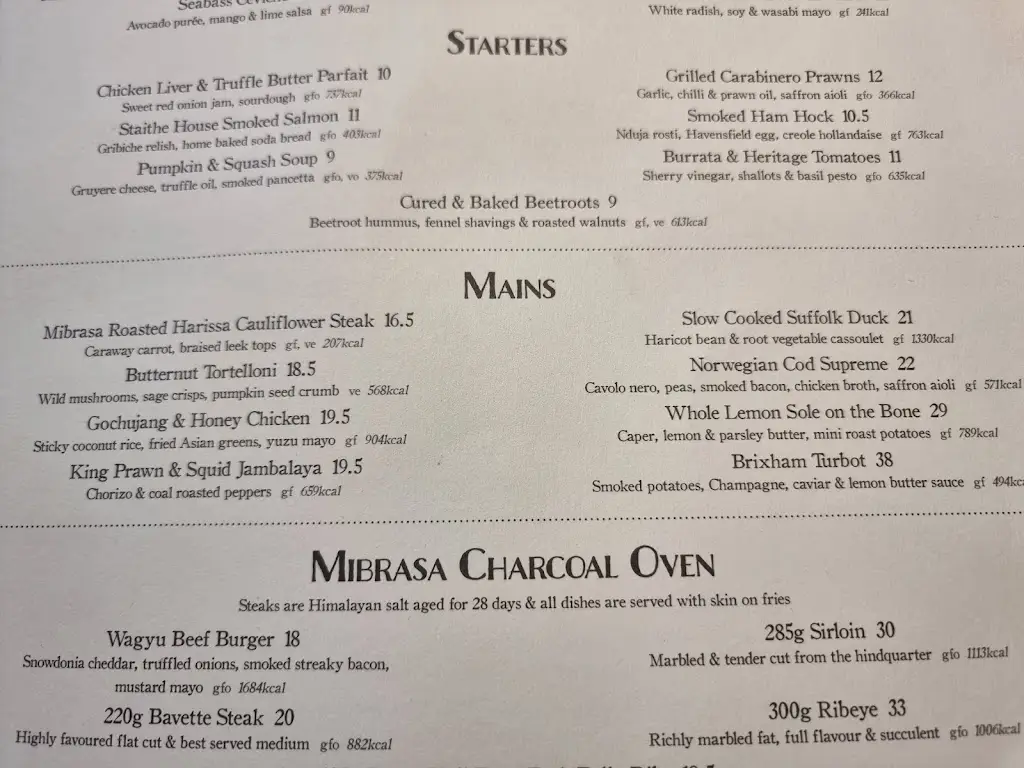 Seabass Ceviche
Avocado purée, mango & lime salsa gf 90kcal
White radish, soy & wasabi mayo gf 241kcal
STARTERS
Chicken Liver & Truffle Butter Parfait 10
Sweet red onion jam, sourdough gfo 737kcal
Staithe House Smoked Salmon 11
Gribiche relish, home baked soda bread gfo 403kcal
Pumpkin & Squash Soup 9
Gruyere cheese, truffle oil, smoked pancetta gfo, vo 375kcal
Grilled Carabinero Prawns 12
Garlic, chilli & prawn oil, saffron aioli gfo 366kcal
Smoked Ham Hock 10.5
Nduja rosti, Havensfield egg, creole hollandaise gf 763kcal
Burrata & Heritage Tomatoes 11
Sherry vinegar, shallots & basil pesto gfo 635kcal
Cured & Baked Beetroots 9
Beetroot hummus, fennel shavings & roasted walnuts gf, ve 613kcal
MAINS
Mibrasa Roasted Harissa Cauliflower Steak 16.5
Caraway carrot, braised leek tops gf, ve 207kcal
Butternut Tortelloni 18.5
Wild mushrooms, sage crisps, pumpkin seed crumb ve 568kcal
Gochujang & Honey Chicken 19.5
Sticky coconut rice, fried Asian greens, yuzu mayo gf 904kcal
King Prawn & Squid Jambalaya 19.5
Chorizo & coal roasted peppers gf 659kcal
Slow Cooked Suffolk Duck 21
Haricot bean & root vegetable cassoulet gf 1330kcal
Norwegian Cod Supreme 22
Cavolo nero, peas, smoked bacon, chicken broth, saffron aioli gf 571kcal
Whole Lemon Sole on the Bone 29
Caper, lemon & parsley butter, mini roast potatoes gf 789kcal
Brixham Turbot 38
Smoked potatoes, Champagne, caviar & lemon butter sauce gf 494kc
MIBRASA CHARCOAL OVEN
Steaks are Himalayan salt aged for 28 days & all dishes are served with skin on fries
Wagyu Beef Burger 18
Snowdonia cheddar, truffled onions, smoked streaky bacon,
mustard mayo gfo 1684kcal
220g Bavette Steak 20
Highly favoured flat cut & best served medium gfo 882kcal
285g Sirloin 30
Marbled & tender cut from the hindquarter gfo 1113kcal
300g Ribeye 33
Richly marbled fat, full flavour & succulent gfo 1006kcal